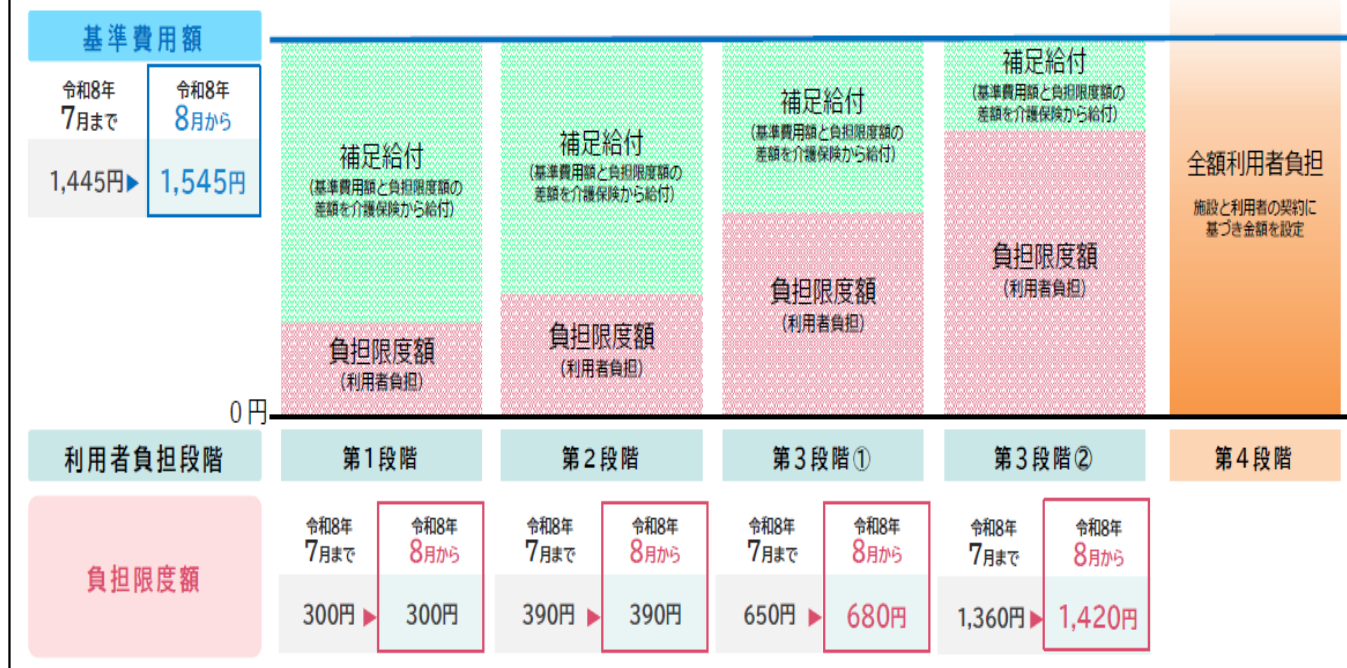 基準費用額
令和8年
7月まで
令和8年
8月から
1,445円▶
1,545円
補足給付
(基準費用額と負担限度額の
差額を介護保険から給付)
負担限度額
(利用者負担)
補足給付
(基準費用額と負担限度額の
差額を介護保険から給付)
負担限度額
(利用者負担)
補足給付
(基準費用額と負担限度額の
差額を介護保険から給付)
負担限度額
(利用者負担)
補足給付
(基準費用額と負担限度額の
差額を介護保険から給付)
負担限度額
(利用者負担)
全額利用者負担
施設と利用者の契約に
基づき金額を設定
0円
利用者負担段階
第1段階
第2段階
第3段階①
第3段階②
第4段階
負担限度額
令和8年
7月まで
令和8年
8月から
300円▶
300円
令和8年
7月まで
令和8年
8月から
390円▶
390円
令和8年
7月まで
令和8年
8月から
650円▶
680円
令和8年
7月まで
令和8年
8月から
1,360円▶
1,420円